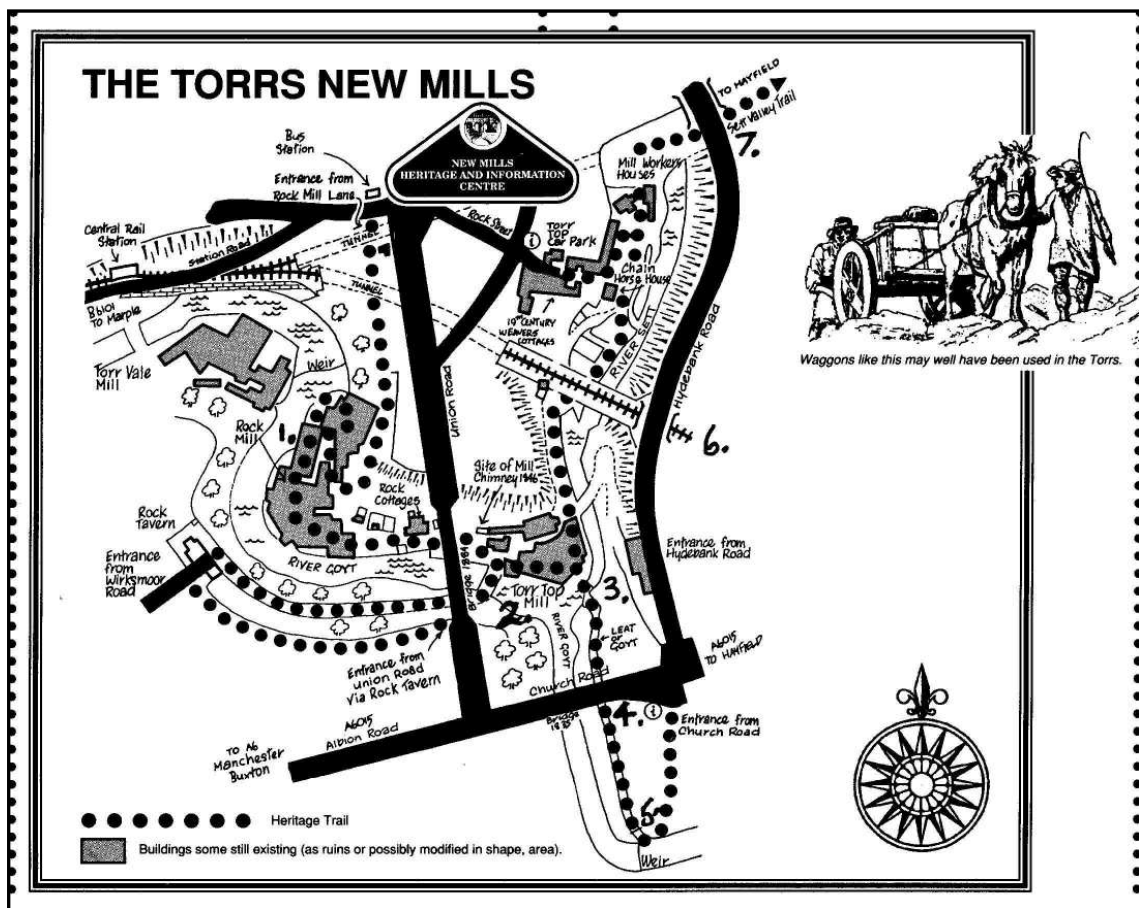 THE TORRS NEW MILLS
NEW MILLS
HERITAGE AND INFORMATION
CENTRE
Bus
Station
Entrance from
Rock Mill Lane
Central Rail
Station
Station Road
B6101
To Marple
TUNNEL
TUNNEL
1
Rock Street
i
TORR
TOP
Car Park
Mill Workers
Houses
TO HAYFIELD
Sett Valley Trail
7.
Chain
Horse House
19th CENTURY
WEAVERS
COTTAGES
RIVER SETT
Hydebank Road
Union Road
Waggons like this may well have been used in the Torrs.
Torr Vale
Mill
Weir
Rock
Mill
1.
6.
Site of Mill
Chimney 1846
Rock
Cottages
Rock
Tavern
Entrance
from
Wirksmoor
Road
RIVER GOYT
Bridge 1884
Entrance from
Hydebank Road
Torr Top
Mill
2.
3.
RIVER GOYT
LEAT
OF
GOYT
Entrance from
Union Road
Via Rock Tavern
A6015
TO HAYFIELD
Church Road
Bridge
1835
4.
i
Entrance from
Church Road
A6015
Albion Road
TO A6
Manchester
Buxton
5.
Weir
Heritage Trail
Buildings some still existing (as ruins or possibly modified in shape, area).